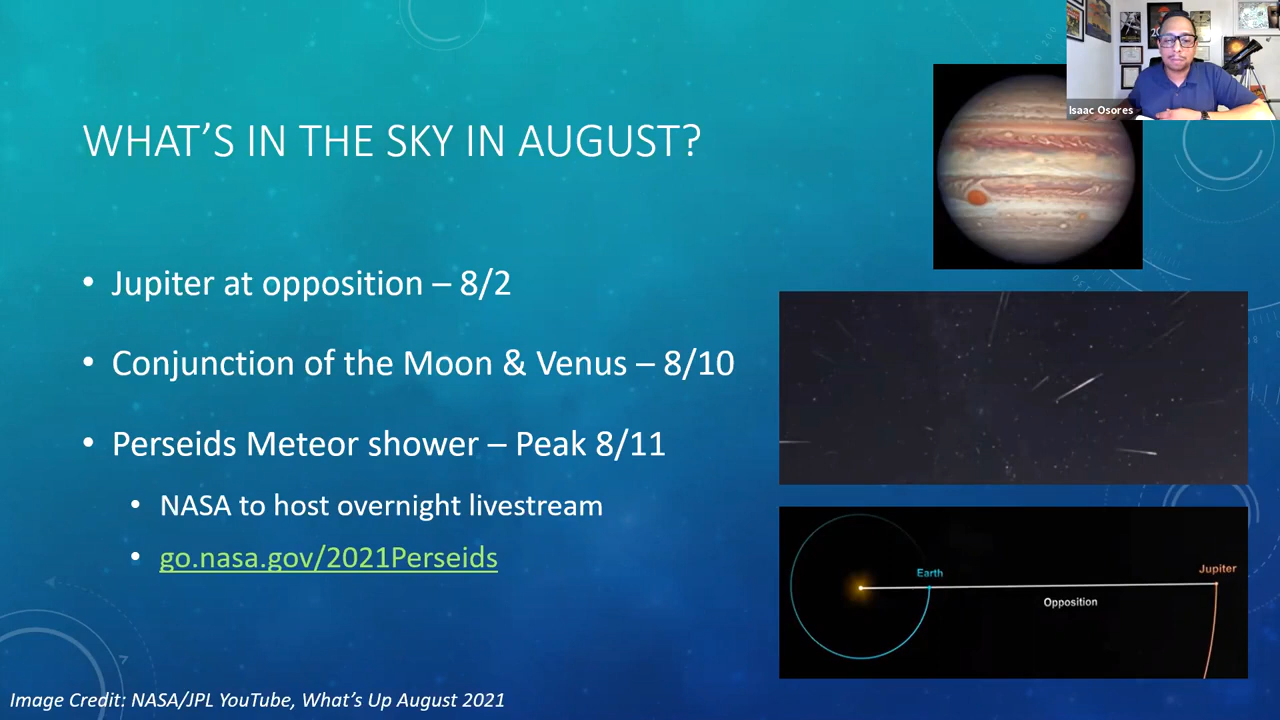 WHAT'S IN THE SKY IN AUGUST?
Isaac Osores
• Jupiter at opposition – 8/2
• Conjunction of the Moon & Venus – 8/10
• Perseids Meteor shower – Peak 8/11
• NASA to host overnight livestream
• go.nasa.gov/2021Perseids
Earth
Jupiter
Opposition
Image Credit: NASA/JPL YouTube, What's Up August 2021